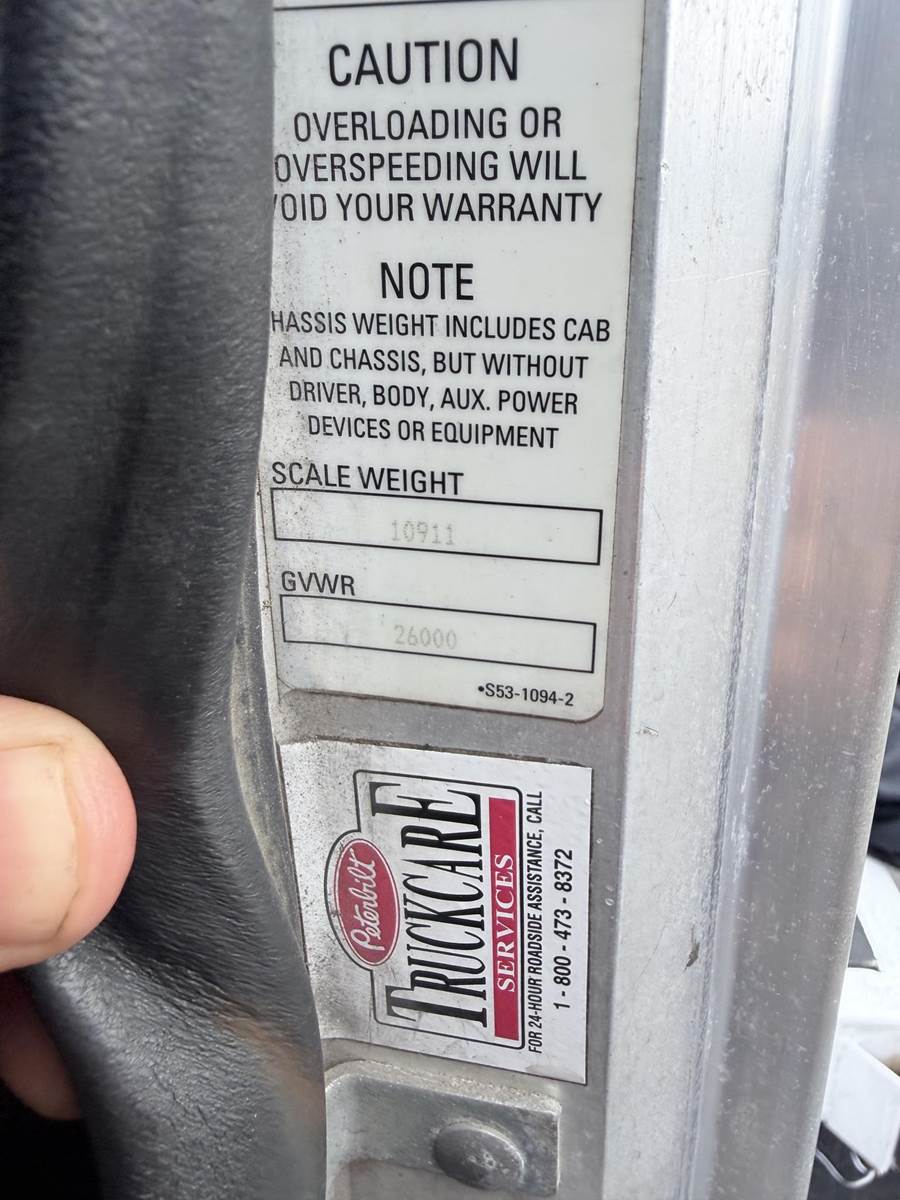 CAUTION
OVERLOADING OR
OVERSPEEDING WILL
OID YOUR WARRANTY
NOTE
HASSIS WEIGHT INCLUDES CAB
AND CHASSIS, BUT WITHOUT
DRIVER, BODY, AUX. POWER
DEVICES OR EQUIPMENT
SCALE WEIGHT
10911
GVWR
26000
•S53-1094-2
Peterbilt
TRUCKCARE
SERVICES
FOR 24-HOUR ROADSIDE ASSISTANCE, CALL
1 - 800 - 473 - 8372